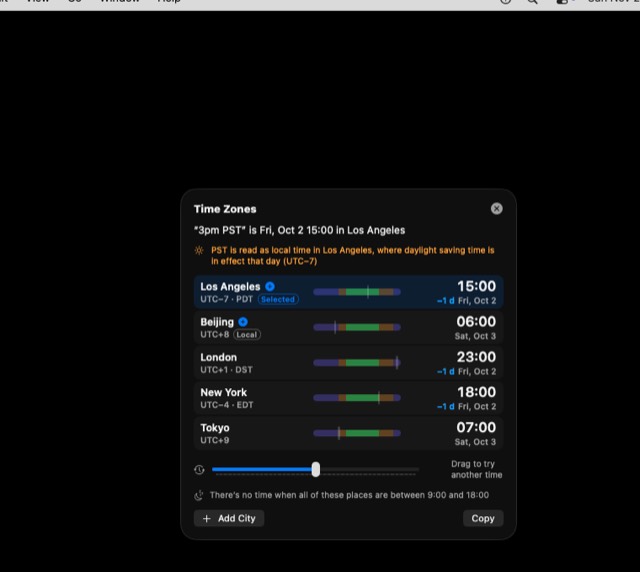 View Go Window Help
Time Zones
"3pm PST" is Fri, Oct 2 15:00 in Los Angeles
PST is read as local time in Los Angeles, where daylight saving time is
in effect that day (UTC−7)
Los Angeles 15:00
UTC−7 · PDT Selected −1 d Fri, Oct 2
Beijing 06:00
UTC+8 Local Sat, Oct 3
London 23:00
UTC+1 · DST −1 d Fri, Oct 2
New York 18:00
UTC−4 · EDT −1 d Fri, Oct 2
Tokyo 07:00
UTC+9 Sat, Oct 3
Drag to try
another time
There's no time when all of these places are between 9:00 and 18:00
+ Add City Copy